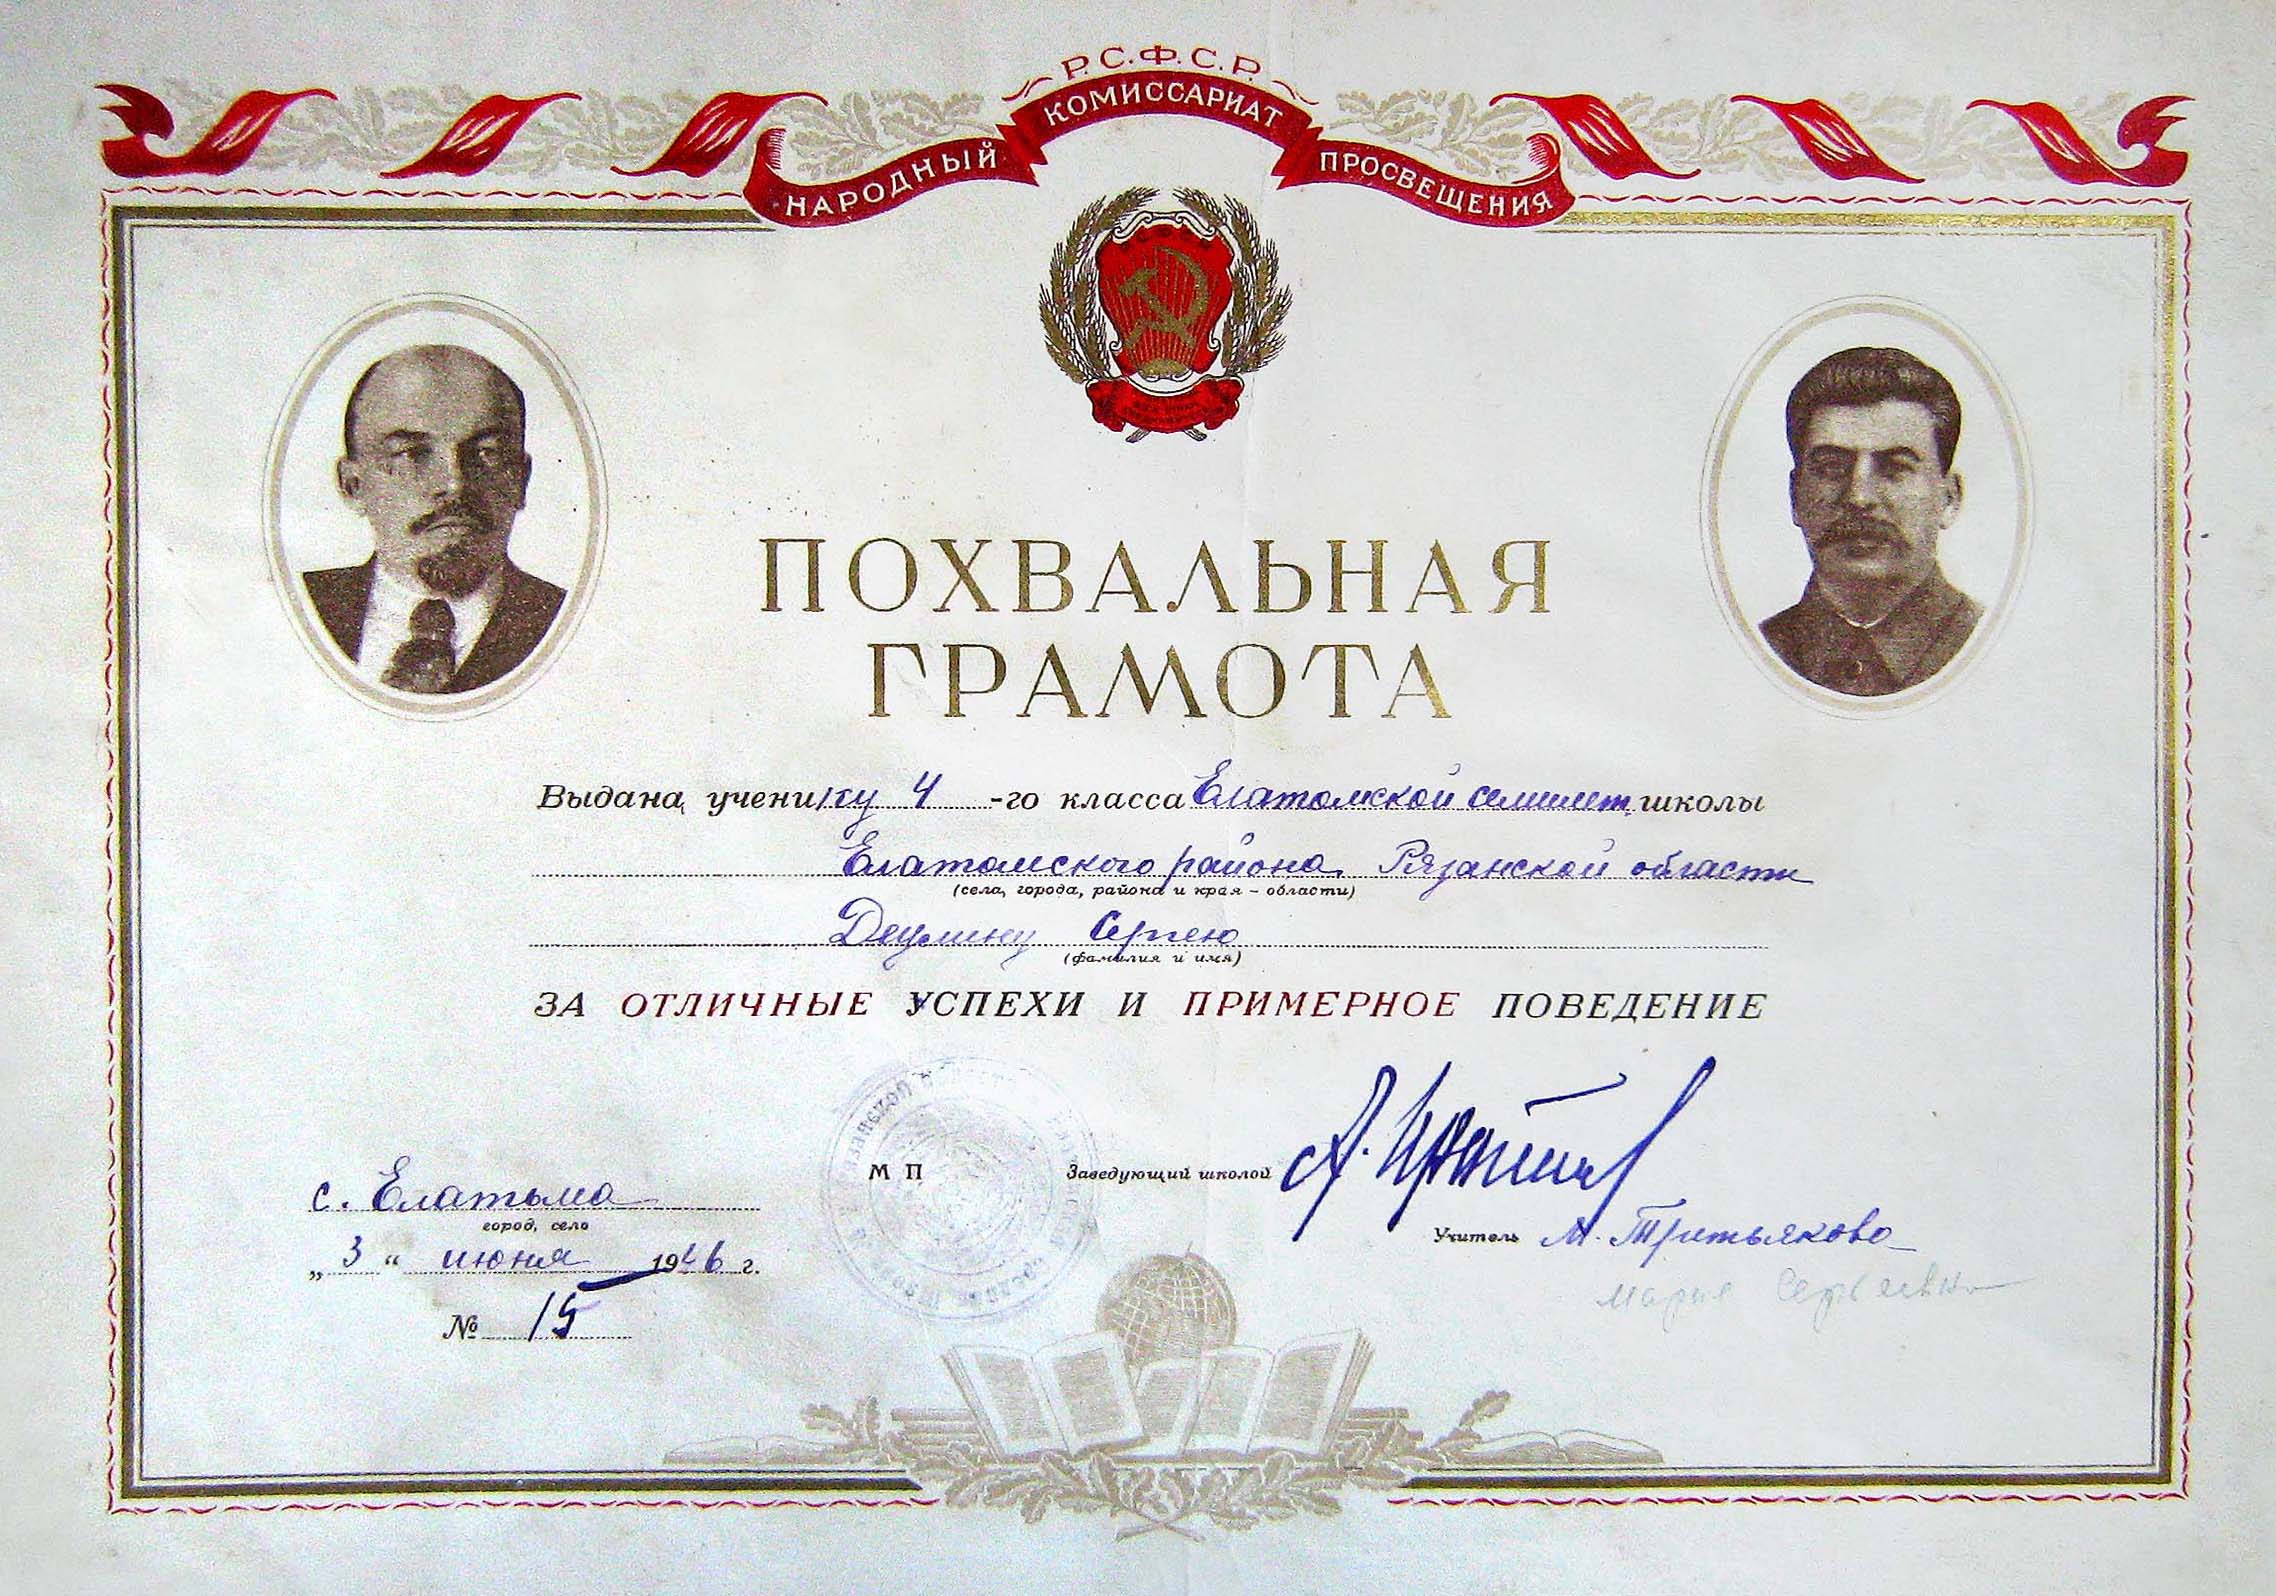 Р.С.Ф.С.Р.
НАРОДНЫЙ КОМИССАРИАТ ПРОСВЕЩЕНИЯ
ПОХВАЛЬНАЯ
ГРАМОТА
Выдана ученику 4 -го класса Елатомской семилет. школы
Елатомского района Рязанской области
(села, города, района и края – области)
Деулину Сергею
(фамилия и имя)
ЗА ОТЛИЧНЫЕ УСПЕХИ И ПРИМЕРНОЕ ПОВЕДЕНИЕ
М П Заведующий школой
с. Елатьма
город, село
Учитель М. Третьякова
„3“ июня 1946 г.
Мария Сергеевна
№ 15